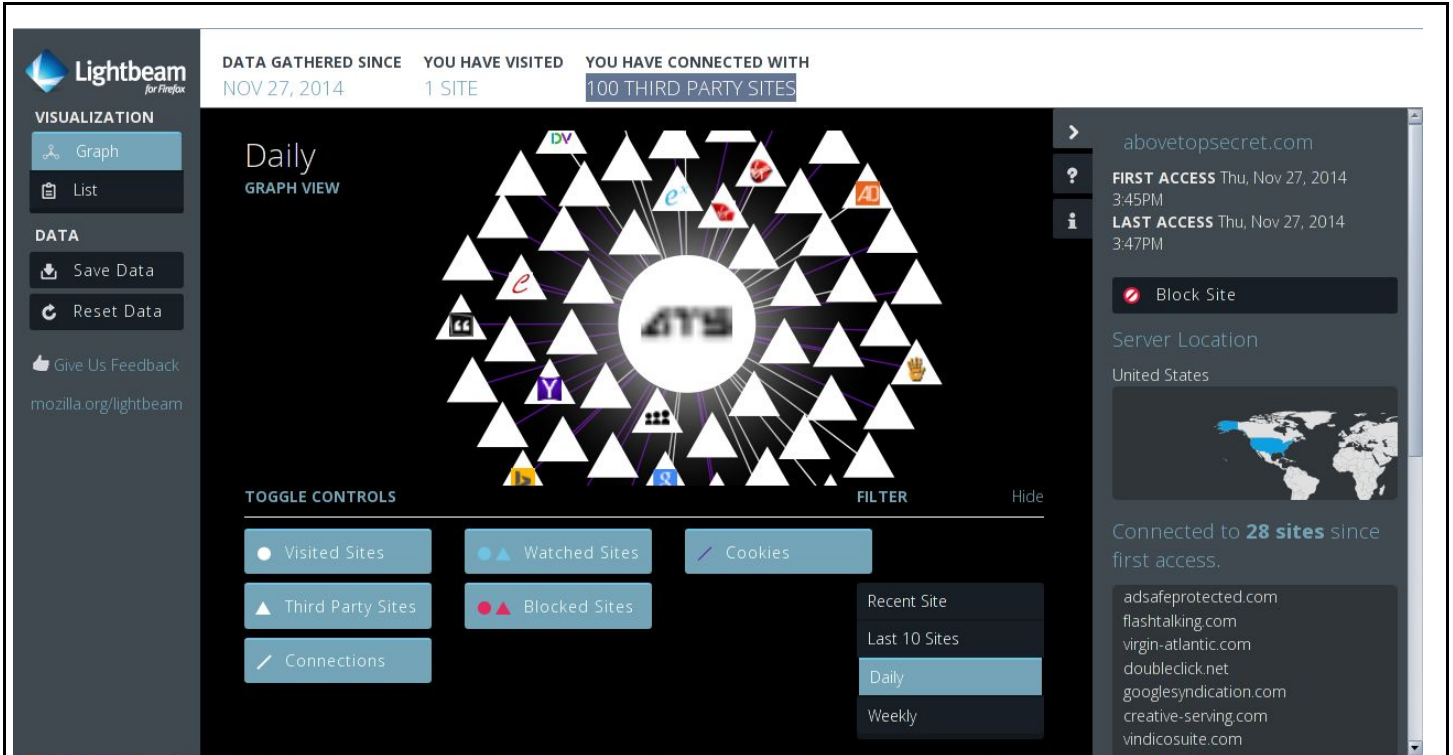 Lightbeam
for Firefox
DATA GATHERED SINCE
NOV 27, 2014
YOU HAVE VISITED
1 SITE
YOU HAVE CONNECTED WITH
100 THIRD PARTY SITES
VISUALIZATION
Graph
List
DATA
Save Data
Reset Data
Give Us Feedback
mozilla.org/lightbeam
Daily
GRAPH VIEW
DV
ex
AD
e
Y
ATS
g
TOGGLE CONTROLS
Visited Sites
Watched Sites
Cookies
Third Party Sites
Blocked Sites
Connections
FILTER
Hide
Recent Site
Last 10 Sites
Daily
Weekly
abovetopsecret.com
FIRST ACCESS Thu, Nov 27, 2014
3:45PM
LAST ACCESS Thu, Nov 27, 2014
3:47PM
Block Site
Server Location
United States
Connected to 28 sites since
first access.
adsafeprotected.com
flashtalking.com
virgin-atlantic.com
doubleclick.net
googlesyndication.com
creative-serving.com
vindicosuite.com